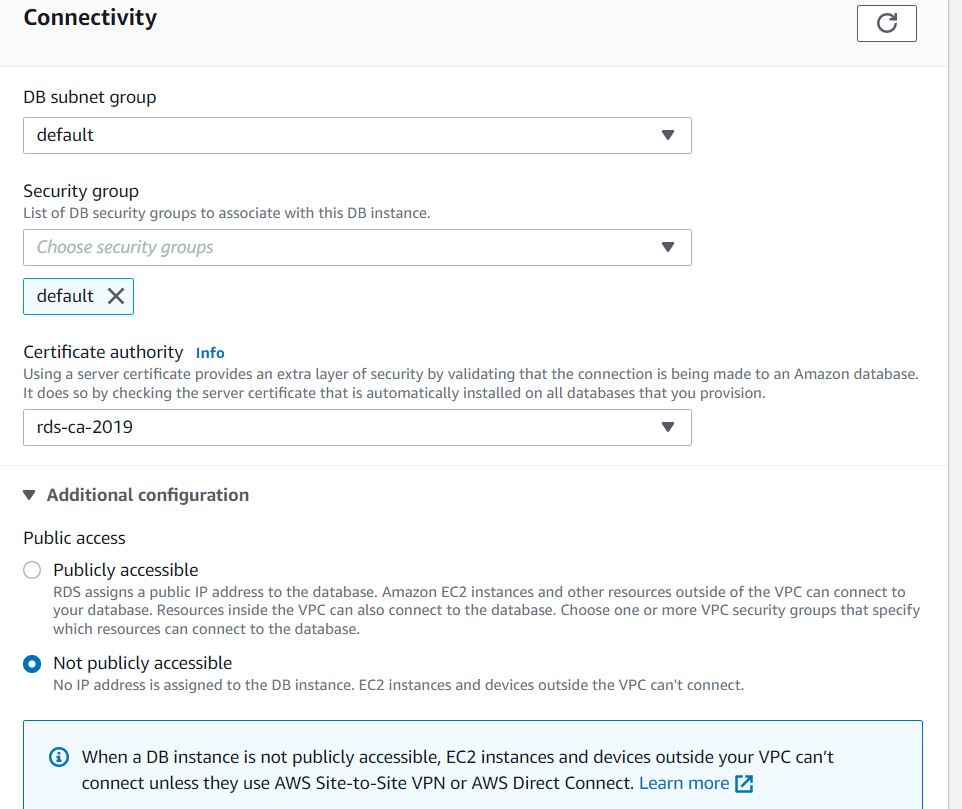 Connectivity
DB subnet group
default
Security group
List of DB security groups to associate with this DB instance.
Choose security groups
default
Certificate authority Info
Using a server certificate provides an extra layer of security by validating that the connection is being made to an Amazon database.
It does so by checking the server certificate that is automatically installed on all databases that you provision.
rds-ca-2019
Additional configuration
Public access
Publicly accessible
RDS assigns a public IP address to the database. Amazon EC2 instances and other resources outside of the VPC can connect to
your database. Resources inside the VPC can also connect to the database. Choose one or more VPC security groups that specify
which resources can connect to the database.
Not publicly accessible
No IP address is assigned to the DB instance. EC2 instances and devices outside the VPC can't connect.
When a DB instance is not publicly accessible, EC2 instances and devices outside your VPC can’t
connect unless they use AWS Site-to-Site VPN or AWS Direct Connect. Learn more